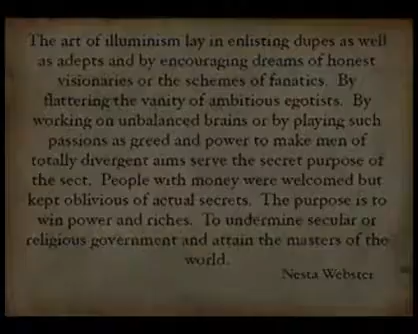 The art of illuminism lay in enlisting dupes as well
as adepts and by encouraging dreams of honest
visionaries or the schemes of fanatics. By
flattering the vanity of ambitious egotists. By
working on unbalanced brains or by playing such
passions as greed and power to make men of
totally divergent aims serve the secret purpose of
the sect. People with money were welcomed but
kept oblivious of actual secrets. The purpose is to
win power and riches. To undermine secular or
religious government and attain the masters of the
world.
Nesta Webster